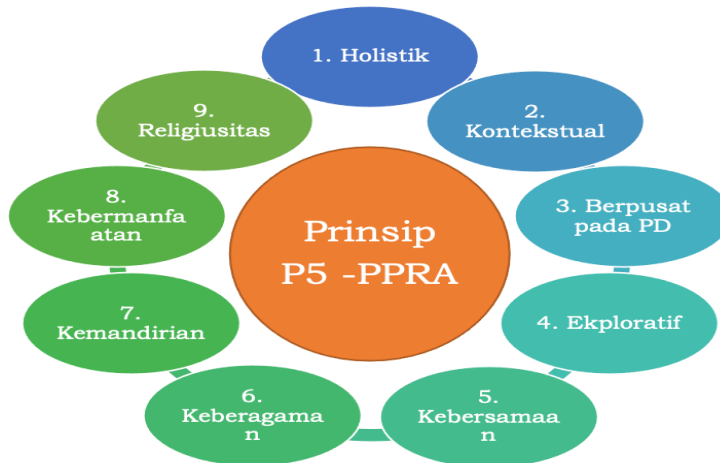 1. Holistik
2.
Kontekstual
3. Berpusat
pada PD
4. Ekploratif
5.
Kebersamaa
n
6.
Keberagama
n
7.
Kemandirian
8.
Kebermanfa
atan
9.
Religiusitas
Prinsip
P5 -PPRA